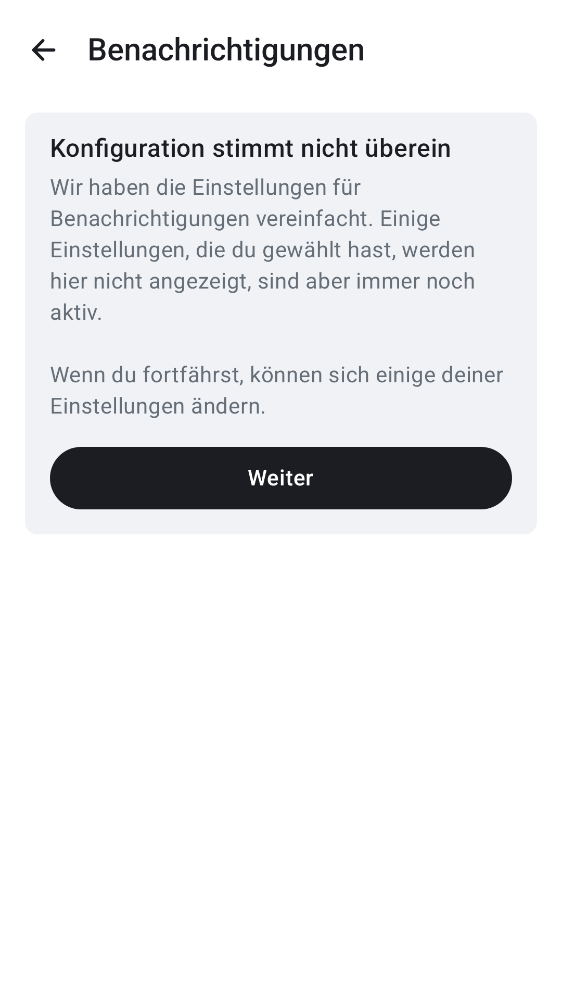 Benachrichtigungen
Konfiguration stimmt nicht überein
Wir haben die Einstellungen für
Benachrichtigungen vereinfacht. Einige
Einstellungen, die du gewählt hast, werden
hier nicht angezeigt, sind aber immer noch
aktiv.
Wenn du fortfährst, können sich einige deiner
Einstellungen ändern.
Weiter